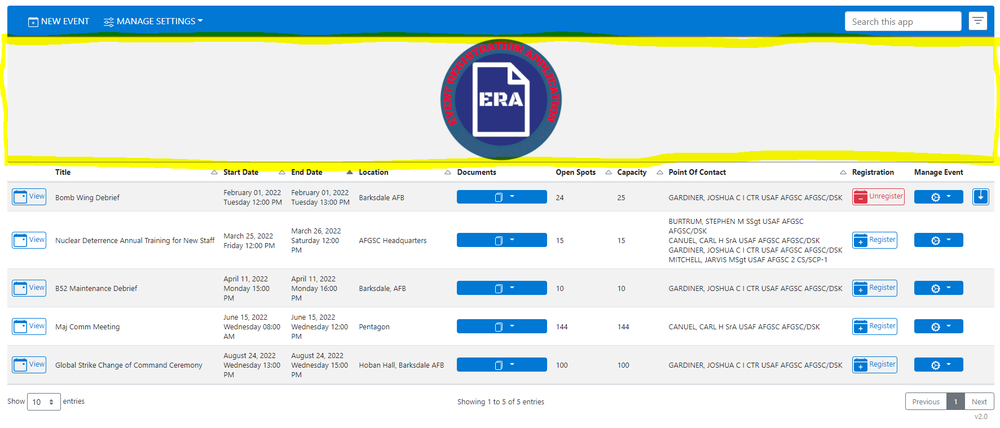 NEW EVENT MANAGE SETTINGS Search this app
EVENT REGISTRATION APPLICATION
ERA
Title Start Date End Date Location Documents Open Spots Capacity Point Of Contact Registration Manage Event
View Bomb Wing Debrief February 01, 2022 Tuesday 12:00 PM February 01, 2022 Tuesday 13:00 PM Barksdale AFB 24 25 GARDINER, JOSHUA C I CTR USAF AFGSC AFGSC/DSK Unregister
View Nuclear Deterrence Annual Training for New Staff March 25, 2022 Friday 12:00 PM March 26, 2022 Saturday 12:00 PM AFGSC Headquarters 15 15 BURTRUM, STEPHEN M SSgt USAF AFGSC AFGSC/DSK CANUEL, CARL H SrA USAF AFGSC AFGSC/DSK GARDINER, JOSHUA C I CTR USAF AFGSC AFGSC/DSK MITCHELL, JARVIS MSgt USAF AFGSC 2 CS/SCP-1 Register
View B52 Maintenance Debrief April 11, 2022 Monday 15:00 PM April 11, 2022 Monday 16:00 PM Barksdale, AFB 10 10 GARDINER, JOSHUA C I CTR USAF AFGSC AFGSC/DSK Register
View Maj Comm Meeting June 15, 2022 Wednesday 08:00 AM June 15, 2022 Wednesday 12:00 PM Pentagon 144 144 CANUEL, CARL H SrA USAF AFGSC AFGSC/DSK Register
View Global Strike Change of Command Ceremony August 24, 2022 Wednesday 13:00 PM August 24, 2022 Wednesday 15:00 PM Hoban Hall, Barksdale AFB 100 100 GARDINER, JOSHUA C I CTR USAF AFGSC AFGSC/DSK Register
Show 10 entries Showing 1 to 5 of 5 entries Previous 1 Next
v2.0